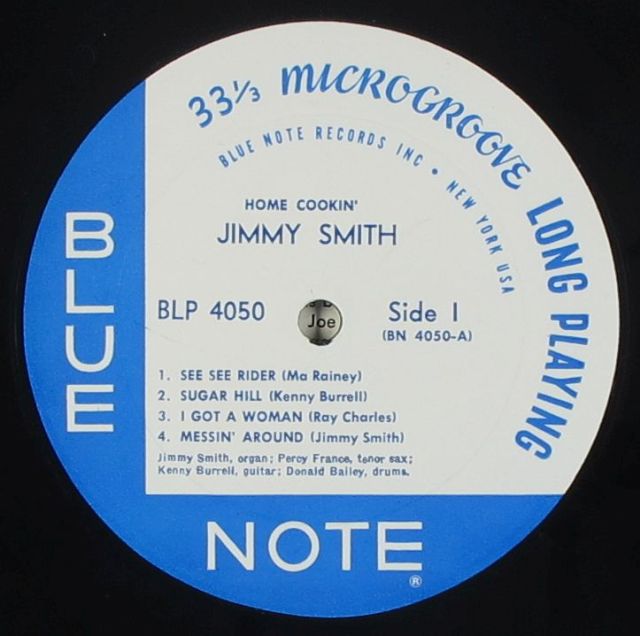 33⅓ MICROGROOVE LONG PLAYING
BLUE NOTE RECORDS INC • NEW YORK USA
HOME COOKIN'
JIMMY SMITH
BLUE
BLP 4050
Joe
Side 1
(BN 4050-A)
1. SEE SEE RIDER (Ma Rainey)
2. SUGAR HILL (Kenny Burrell)
3. I GOT A WOMAN (Ray Charles)
4. MESSIN' AROUND (Jimmy Smith)
Jimmy Smith, organ; Percy France, tenor sax;
Kenny Burrell, guitar; Donald Bailey, drums.
NOTE
®